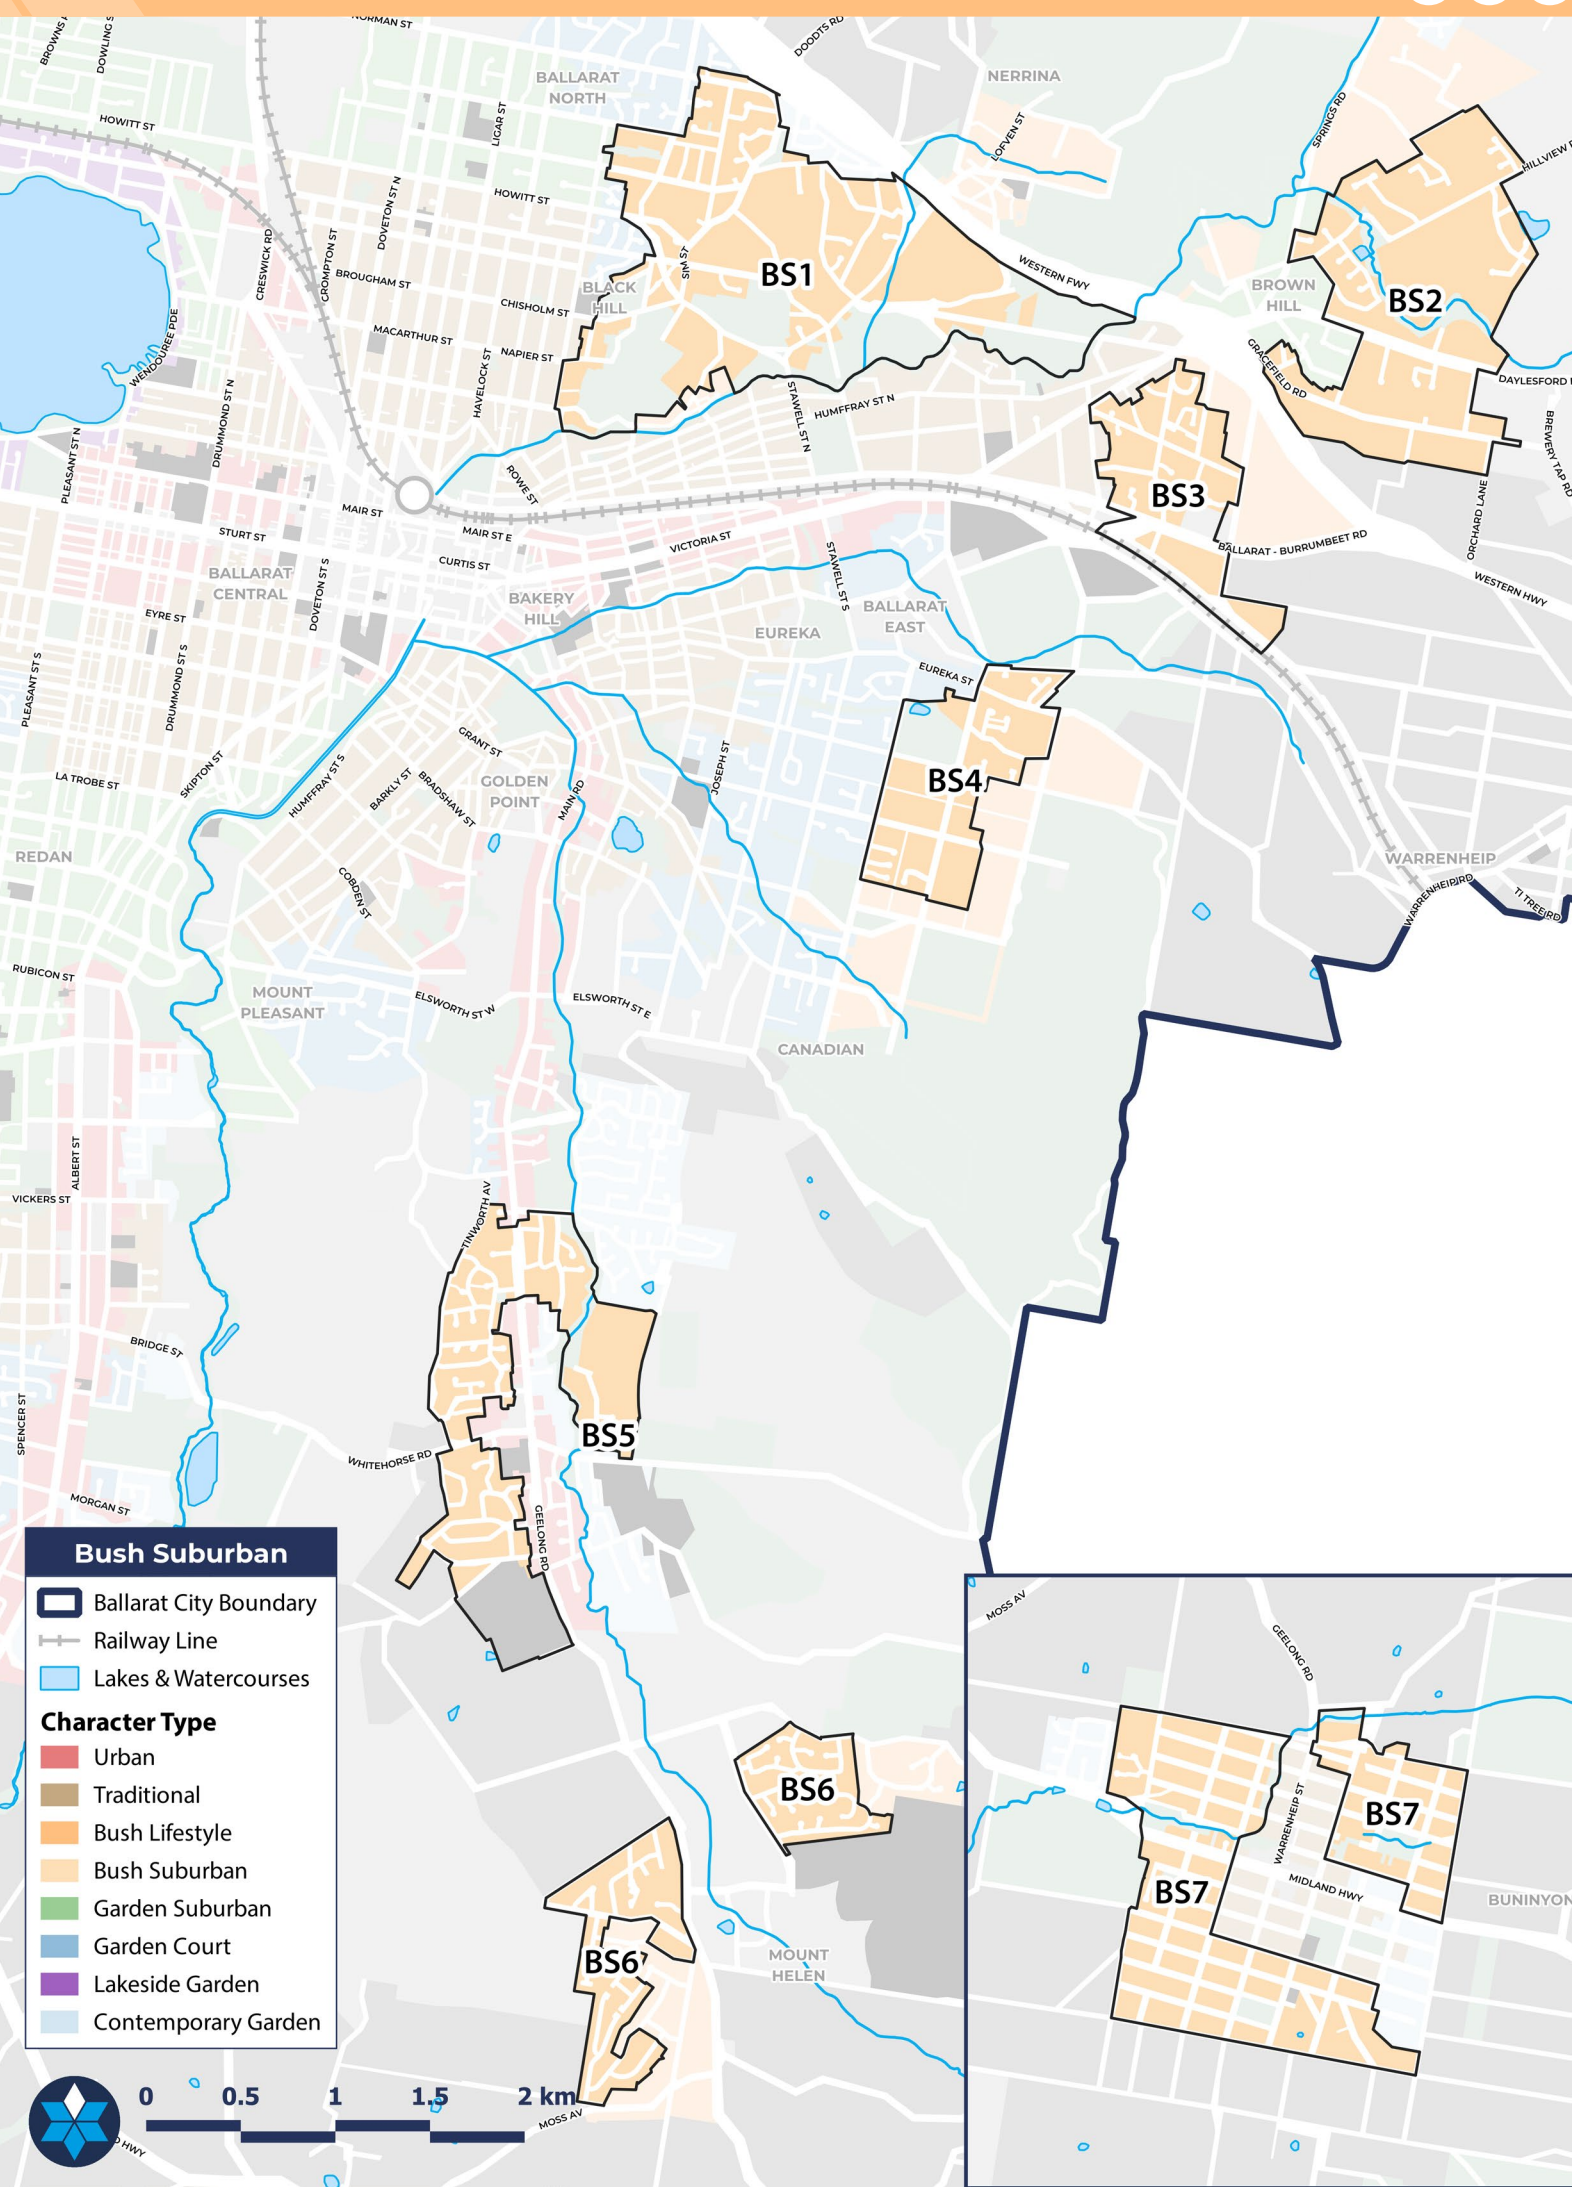 NORMAN ST
DOODTS RD
DOWLING S
BALLARAT
NORTH
NERRINA
HOWITT ST
LIGAR ST
LOFVEN ST
SPRINGS RD
HILLVIEW
HOWITT ST
DOVETON ST N
CRESWICK RD
CROMPTON ST
BROUGHAM ST
SIMS ST
BS1
WESTERN FWY
BROWN
HILL
BS2
BLACK
HILL
CHISHOLM ST
MACARTHUR ST
NAPIER ST
HAVELOCK ST
WENDOUREE PDE
GRACEFIELD RD
DAYLESFORD
DRUMMOND ST N
STAWELL ST N
HUMFFRAY ST N
PLEASANT ST N
ROWE ST
BREWERY TAP RD
BS3
ORCHARD LANE
MAIR ST
MAIR ST E
STURT ST
CURTIS ST
VICTORIA ST
BALLARAT - BURRUMBEET RD
WESTERN HWY
BALLARAT
CENTRAL
DOVETON ST S
STAWELL ST S
BAKERY
HILL
BALLARAT
EAST
EYRE ST
EUREKA
EUREKA ST
PLEASANT ST S
DRUMMOND ST S
GRANT ST
JOSEPH ST
LA TROBE ST
SKIPTON ST
HUMFFRAY ST S
BARKLY ST
BRADSHAW ST
GOLDEN
POINT
MAIN RD
BS4
REDAN
COBDEN ST
WARRENHEIP
WARRENHEIP RD
TI TREE RD
RUBICON ST
MOUNT
PLEASANT
ELSWORTH ST W
ELSWORTH ST E
CANADIAN
ALBERT ST
VICKERS ST
TINWORTH AV
BRIDGE ST
SPENCER ST
BS5
WHITEHORSE RD
MORGAN ST
GEELONG RD
Bush Suburban
Ballarat City Boundary
Railway Line
Lakes & Watercourses
Character Type
Urban
Traditional
Bush Lifestyle
Bush Suburban
Garden Suburban
Garden Court
Lakeside Garden
Contemporary Garden
MOSS AV
GEELONG RD
BS6
BS7
WARRENHEIP ST
BS7
MIDLAND HWY
BUNINYON
BS6
MOUNT
HELEN
0 0.5 1 1.5 2 km
MOSS AV
HWY